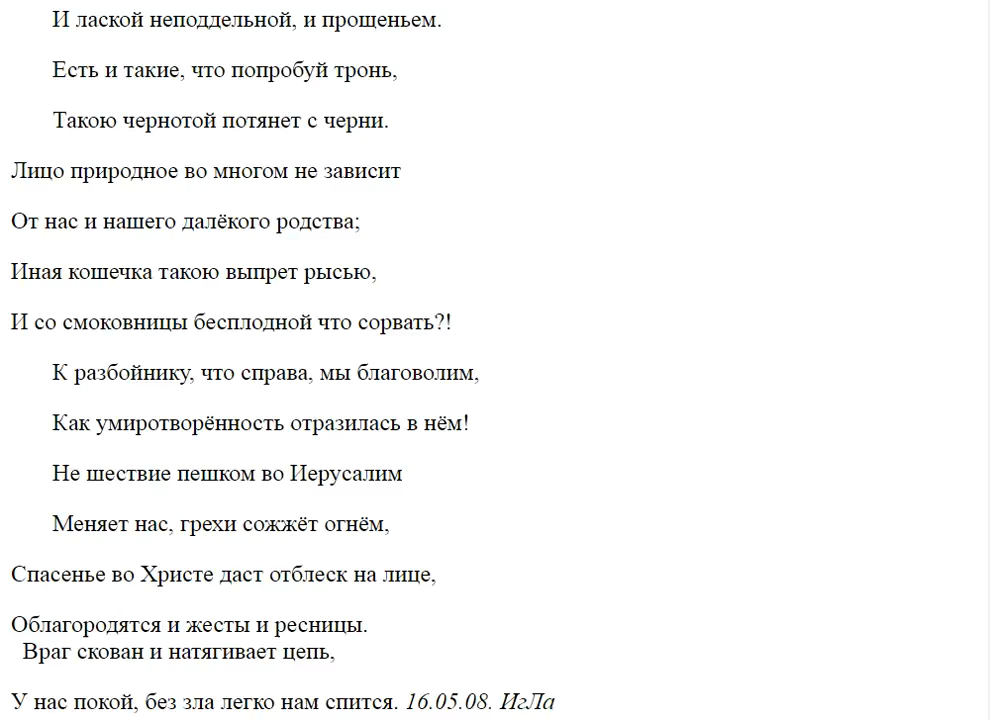 И лаской неподдельной, и прощеньем.
Есть и такие, что попробуй тронь,
Такою чернотой потянет с черни.
Лицо природное во многом не зависит
От нас и нашего далёкого родства;
Иная кошечка такою выпрет рысью,
И со смоковницы бесплодной что сорвать?!
К разбойнику, что справа, мы благоволим,
Как умиротворённость отразилась в нём!
Не шествие пешком во Иерусалим
Меняет нас, грехи сожжёт огнём,
Спасенье во Христе даст отблеск на лице,
Облагородятся и жесты и ресницы.
Враг скован и натягивает цепь,
У нас покой, без зла легко нам спится. 16.05.08. ИгЛа